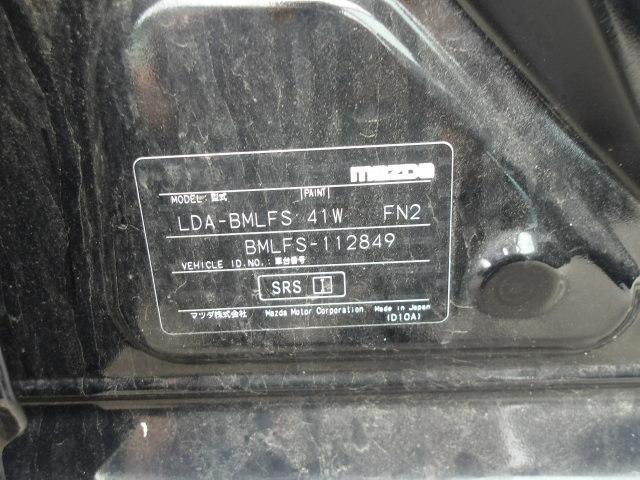 mazda
MODEL: 型式 PAINT
LDA-BMLFS 41W FN2
BMLFS-112849
VEHICLE ID.NO.: 車台番号
SRS I
マツダ株式会社 Mazda Motor Corporation Made in Japan
(D10A)